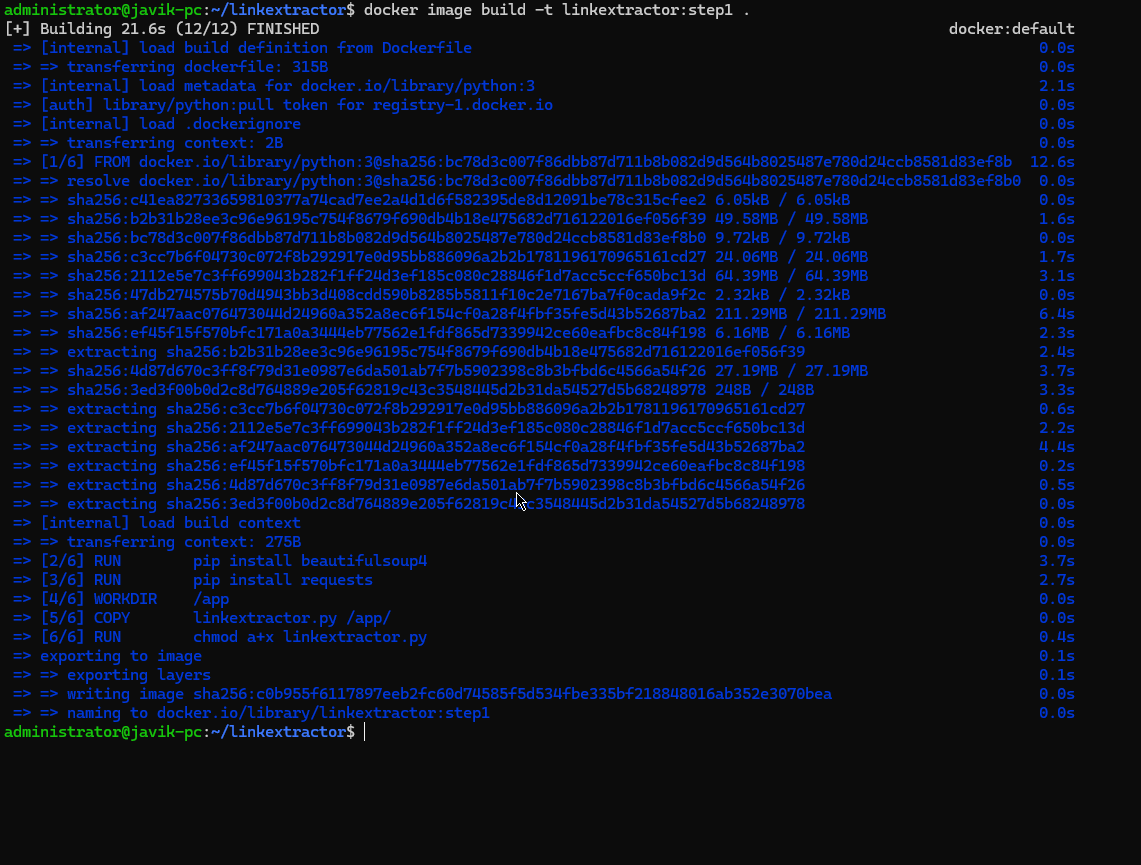 administrator@javik-pc:~/linkextractor$ docker image build -t linkextractor:step1 .
[+] Building 21.6s (12/12) FINISHED docker:default
=> [internal] load build definition from Dockerfile 0.0s
=> => transferring dockerfile: 315B 0.0s
=> [internal] load metadata for docker.io/library/python:3 2.1s
=> [auth] library/python:pull token for registry-1.docker.io 0.0s
=> [internal] load .dockerignore 0.0s
=> => transferring context: 2B 0.0s
=> [1/6] FROM docker.io/library/python:3@sha256:bc78d3c007f86dbb87d711b8b082d9d564b8025487e780d24ccb8581d83ef8b 12.6s
=> => resolve docker.io/library/python:3@sha256:bc78d3c007f86dbb87d711b8b082d9d564b8025487e780d24ccb8581d83ef8b0 0.0s
=> => sha256:c41ea82733659810377a74cad7ee2a4d1d6f582395de8d12091be78c315cfee2 6.05kB / 6.05kB 0.0s
=> => sha256:b2b31b28ee3c96e96195c754f8679f690db4b18e475682d716122016ef056f39 49.58MB / 49.58MB 1.6s
=> => sha256:bc78d3c007f86dbb87d711b8b082d9d564b8025487e780d24ccb8581d83ef8b0 9.72kB / 9.72kB 0.0s
=> => sha256:c3cc7b6f04730c072f8b292917e0d95bb886096a2b2b1781196170965161cd27 24.06MB / 24.06MB 1.7s
=> => sha256:2112e5e7c3ff699043b282f1ff24d3ef185c080c28846f1d7acc5ccf650bc13d 64.39MB / 64.39MB 3.1s
=> => sha256:47db274575b70d4943bb3d408cdd590b8285b5811f10c2e7167ba7f0cada9f2c 2.32kB / 2.32kB 0.0s
=> => sha256:af247aac076473044d24960a352a8ec6f154cf0a28f4fbf35fe5d43b52687ba2 211.29MB / 211.29MB 6.4s
=> => sha256:ef45f15f570bfc171a0a3444eb77562e1fdf865d7339942ce60eafbc8c84f198 6.16MB / 6.16MB 2.3s
=> => extracting sha256:b2b31b28ee3c96e96195c754f8679f690db4b18e475682d716122016ef056f39 2.4s
=> => sha256:4d87d670c3ff8f79d31e0987e6da501ab7f7b5902398c8b3bfbd6c4566a54f26 27.19MB / 27.19MB 3.7s
=> => sha256:3ed3f00b0d2c8d764889e205f62819c43c3548445d2b31da54527d5b68248978 248B / 248B 3.3s
=> => extracting sha256:c3cc7b6f04730c072f8b292917e0d95bb886096a2b2b1781196170965161cd27 0.6s
=> => extracting sha256:2112e5e7c3ff699043b282f1ff24d3ef185c080c28846f1d7acc5ccf650bc13d 2.2s
=> => extracting sha256:af247aac076473044d24960a352a8ec6f154cf0a28f4fbf35fe5d43b52687ba2 4.4s
=> => extracting sha256:ef45f15f570bfc171a0a3444eb77562e1fdf865d7339942ce60eafbc8c84f198 0.2s
=> => extracting sha256:4d87d670c3ff8f79d31e0987e6da501ab7f7b5902398c8b3bfbd6c4566a54f26 0.5s
=> => extracting sha256:3ed3f00b0d2c8d764889e205f62819c43c3548445d2b31da54527d5b68248978 0.0s
=> [internal] load build context 0.0s
=> => transferring context: 275B 0.0s
=> [2/6] RUN pip install beautifulsoup4 3.7s
=> [3/6] RUN pip install requests 2.7s
=> [4/6] WORKDIR /app 0.0s
=> [5/6] COPY linkextractor.py /app/ 0.0s
=> [6/6] RUN chmod a+x linkextractor.py 0.4s
=> exporting to image 0.1s
=> => exporting layers 0.1s
=> => writing image sha256:c0b955f6117897eeb2fc60d74585f5d534fbe335bf218848016ab352e3070bea 0.0s
=> => naming to docker.io/library/linkextractor:step1 0.0s
administrator@javik-pc:~/linkextractor$